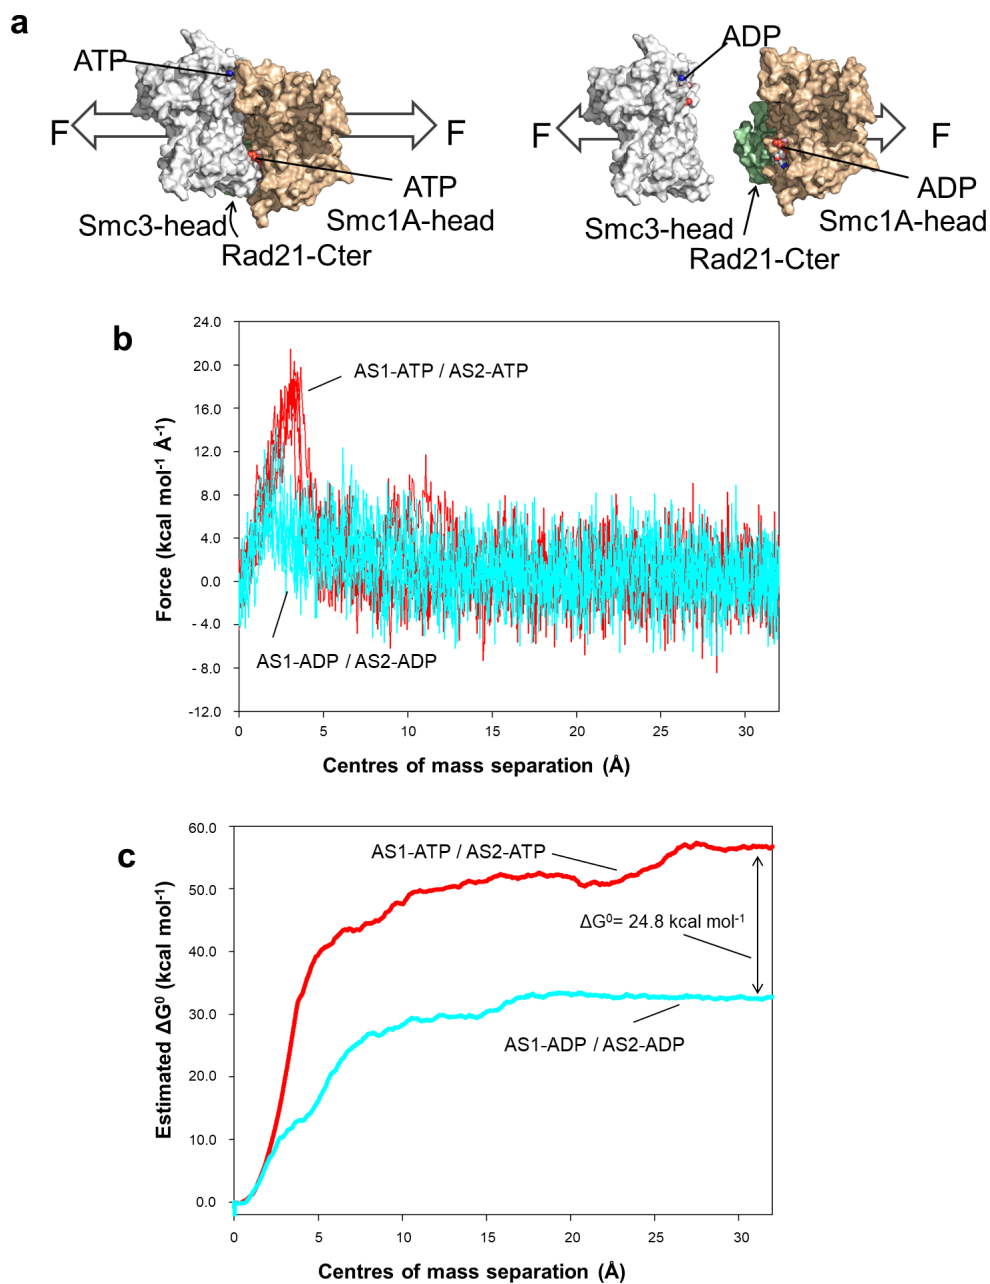 a
ATP
F
F
ATP
Smc3-head
Smc1A-head
Rad21-Cter
ADP
F
F
ADP
Smc3-head
Smc1A-head
Rad21-Cter
b
24.0
20.0
16.0
12.0
8.0
4.0
0.0
- 4.0
- 8.0
-12.0
Force (kcal mol⁻¹ Å⁻¹)
AS1-ATP / AS2-ATP
AS1-ADP / AS2-ADP
0 5 10 15 20 25 30
Centres of mass separation (Å)
c
60.0
50.0
40.0
30.0
20.0
10.0
0.0
Estimated ΔG⁰ (kcal mol⁻¹)
AS1-ATP / AS2-ATP
ΔG⁰= 24.8 kcal mol⁻¹
AS1-ADP / AS2-ADP
0 5 10 15 20 25 30
Centres of mass separation (Å)